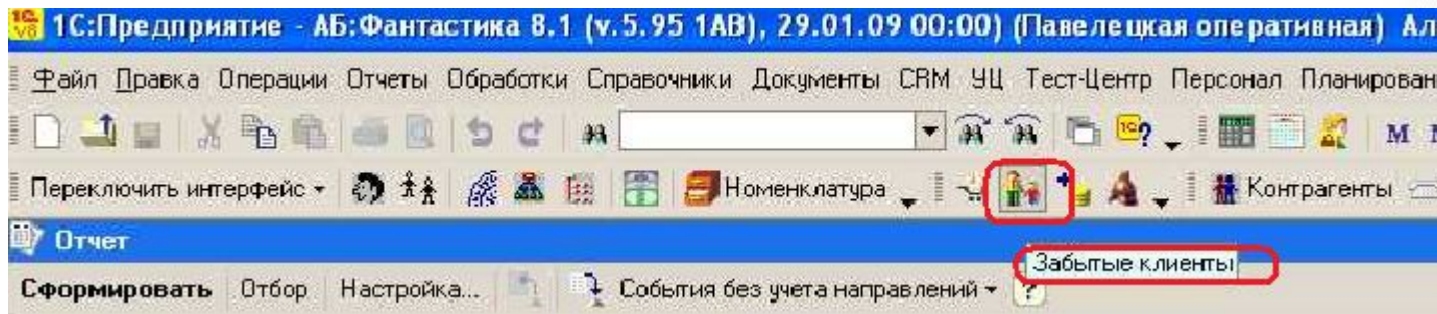 1С:Предприятие - АБ:Фантастика 8.1 (v.5.95 1AB), 29.01.09 00:00) (Павелецкая оперативная) Ал
Файл Правка Операции Отчеты Обработки Справочники Документы CRM УЦ Тест-Центр Персонал Планирован
M
Переключить интерфейс Номенклатура Контрагенты
Отчет
Забытые клиенты
Сформировать Отбор Настройка... События без учета направлений ?